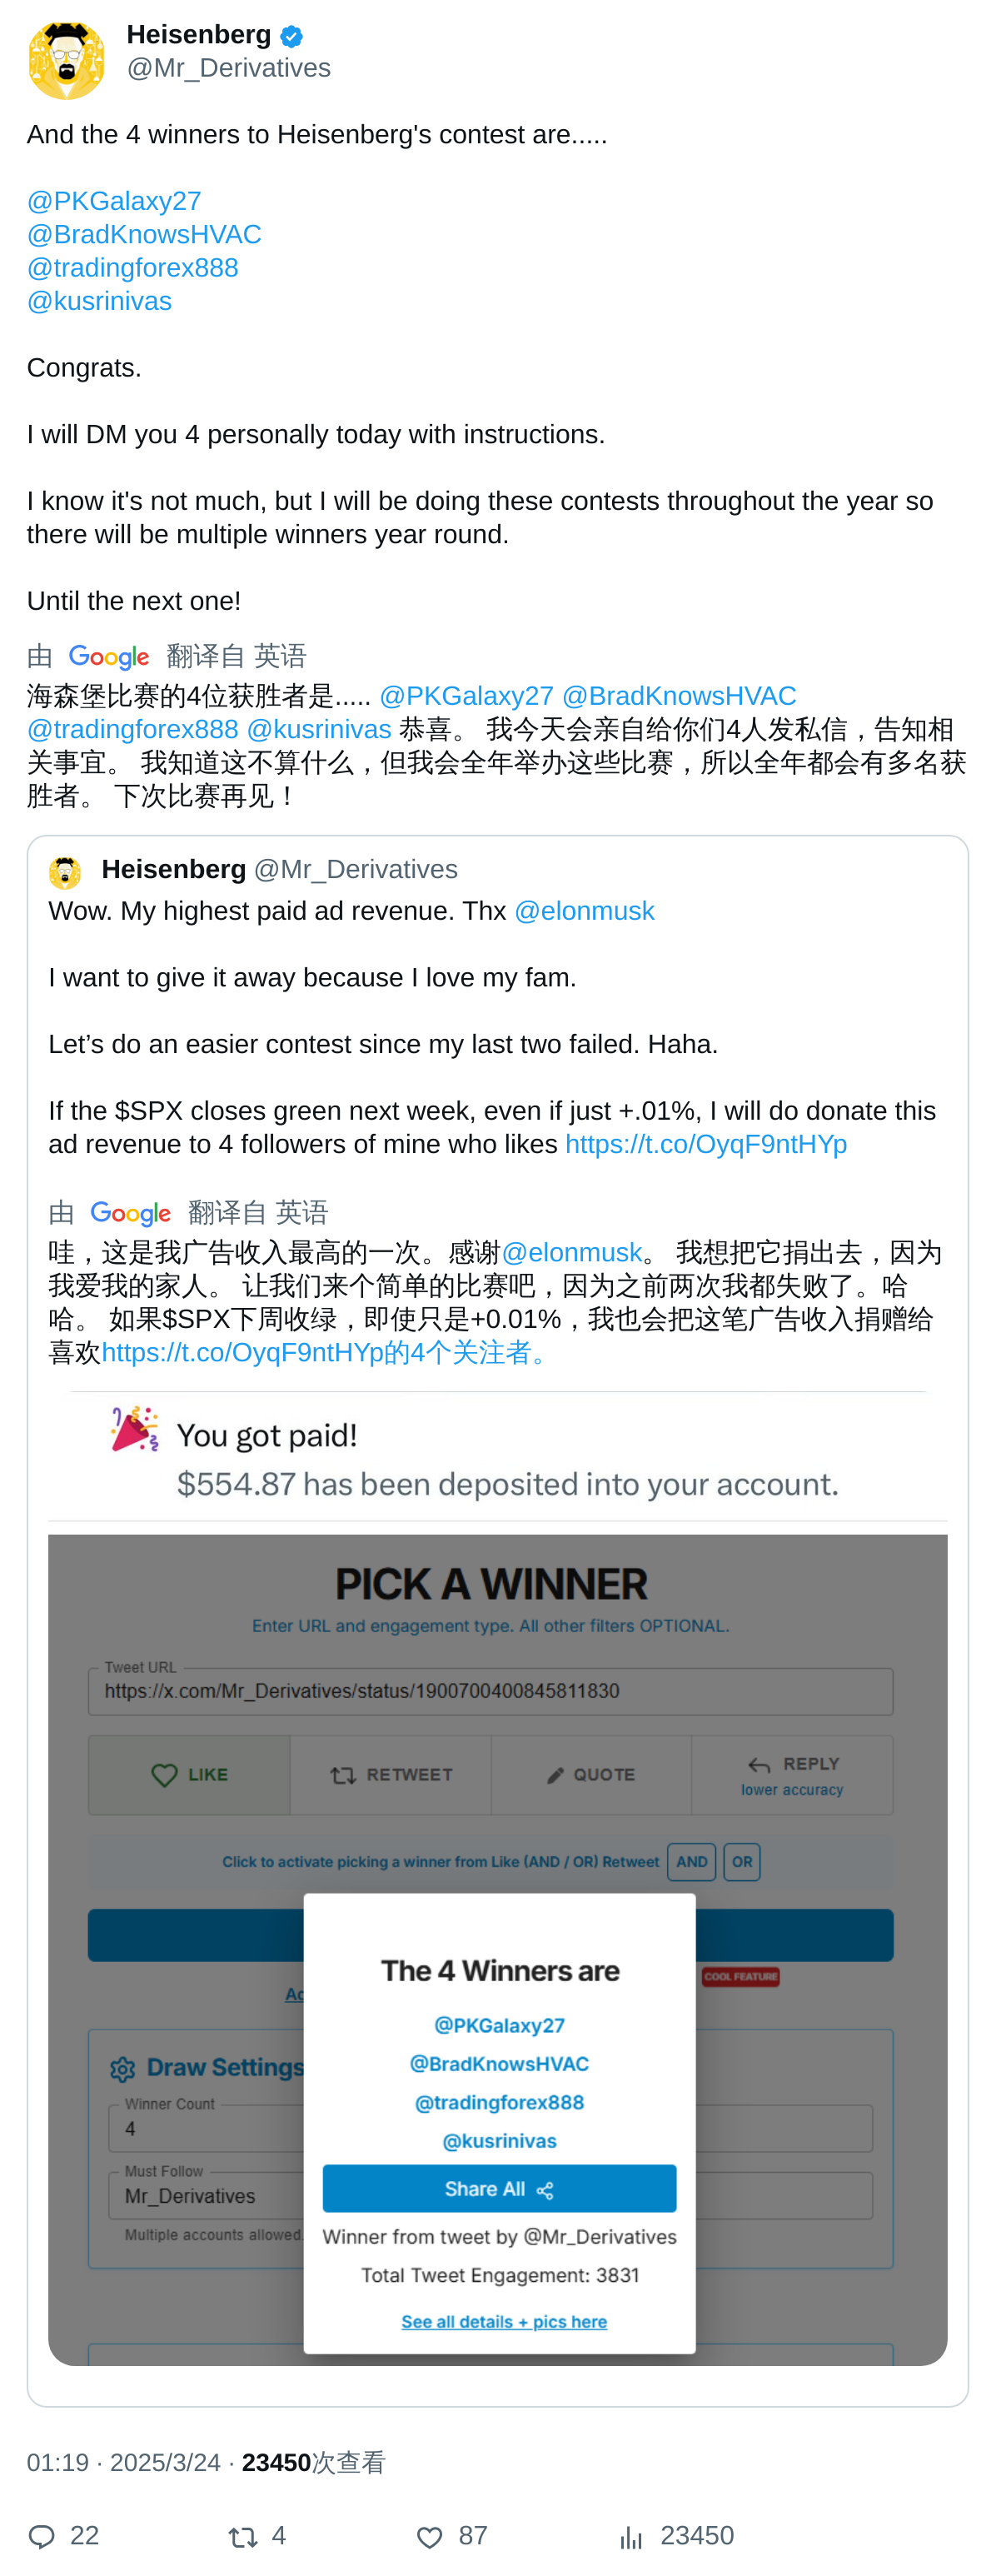 Heisenberg
@Mr_Derivatives
And the 4 winners to Heisenberg's contest are.....
@PKGalaxy27
@BradKnowsHVAC
@tradingforex888
@kusrinivas
Congrats.
I will DM you 4 personally today with instructions.
I know it's not much, but I will be doing these contests throughout the year so
there will be multiple winners year round.
Until the next one!
由 Google 翻译自 英语
海森堡比赛的4位获胜者是..... @PKGalaxy27 @BradKnowsHVAC
@tradingforex888 @kusrinivas 恭喜。 我今天会亲自给你们4人发私信，告知相
关事宜。 我知道这不算什么，但我会全年举办这些比赛，所以全年都会有多名获
胜者。 下次比赛再见！
Heisenberg @Mr_Derivatives
Wow. My highest paid ad revenue. Thx @elonmusk
I want to give it away because I love my fam.
Let’s do an easier contest since my last two failed. Haha.
If the $SPX closes green next week, even if just +.01%, I will do donate this
ad revenue to 4 followers of mine who likes https://t.co/OyqF9ntHYp
由 Google 翻译自 英语
哇，这是我广告收入最高的一次。感谢@elonmusk。 我想把它捐出去，因为
我爱我的家人。 让我们来个简单的比赛吧，因为之前两次我都失败了。哈
哈。 如果$SPX下周收绿，即使只是+0.01%，我也会把这笔广告收入捐赠给
喜欢https://t.co/OyqF9ntHYp的4个关注者。
You got paid!
$554.87 has been deposited into your account.
PICK A WINNER
Enter URL and engagement type. All other filters OPTIONAL.
Tweet URL
https://x.com/Mr_Derivatives/status/1900700400845811830
LIKE RETWEET QUOTE REPLY
lower accuracy
Click to activate picking a winner from Like (AND / OR) Retweet AND OR
The 4 Winners are
COOL FEATURE
@PKGalaxy27
@BradKnowsHVAC
Draw Settings
@tradingforex888
Winner Count
4
@kusrinivas
Must Follow
Share All
Mr_Derivatives
Multiple accounts allowed.
Winner from tweet by @Mr_Derivatives
Total Tweet Engagement: 3831
See all details + pics here
01:19 · 2025/3/24 · 23450次查看
22 4 87 23450